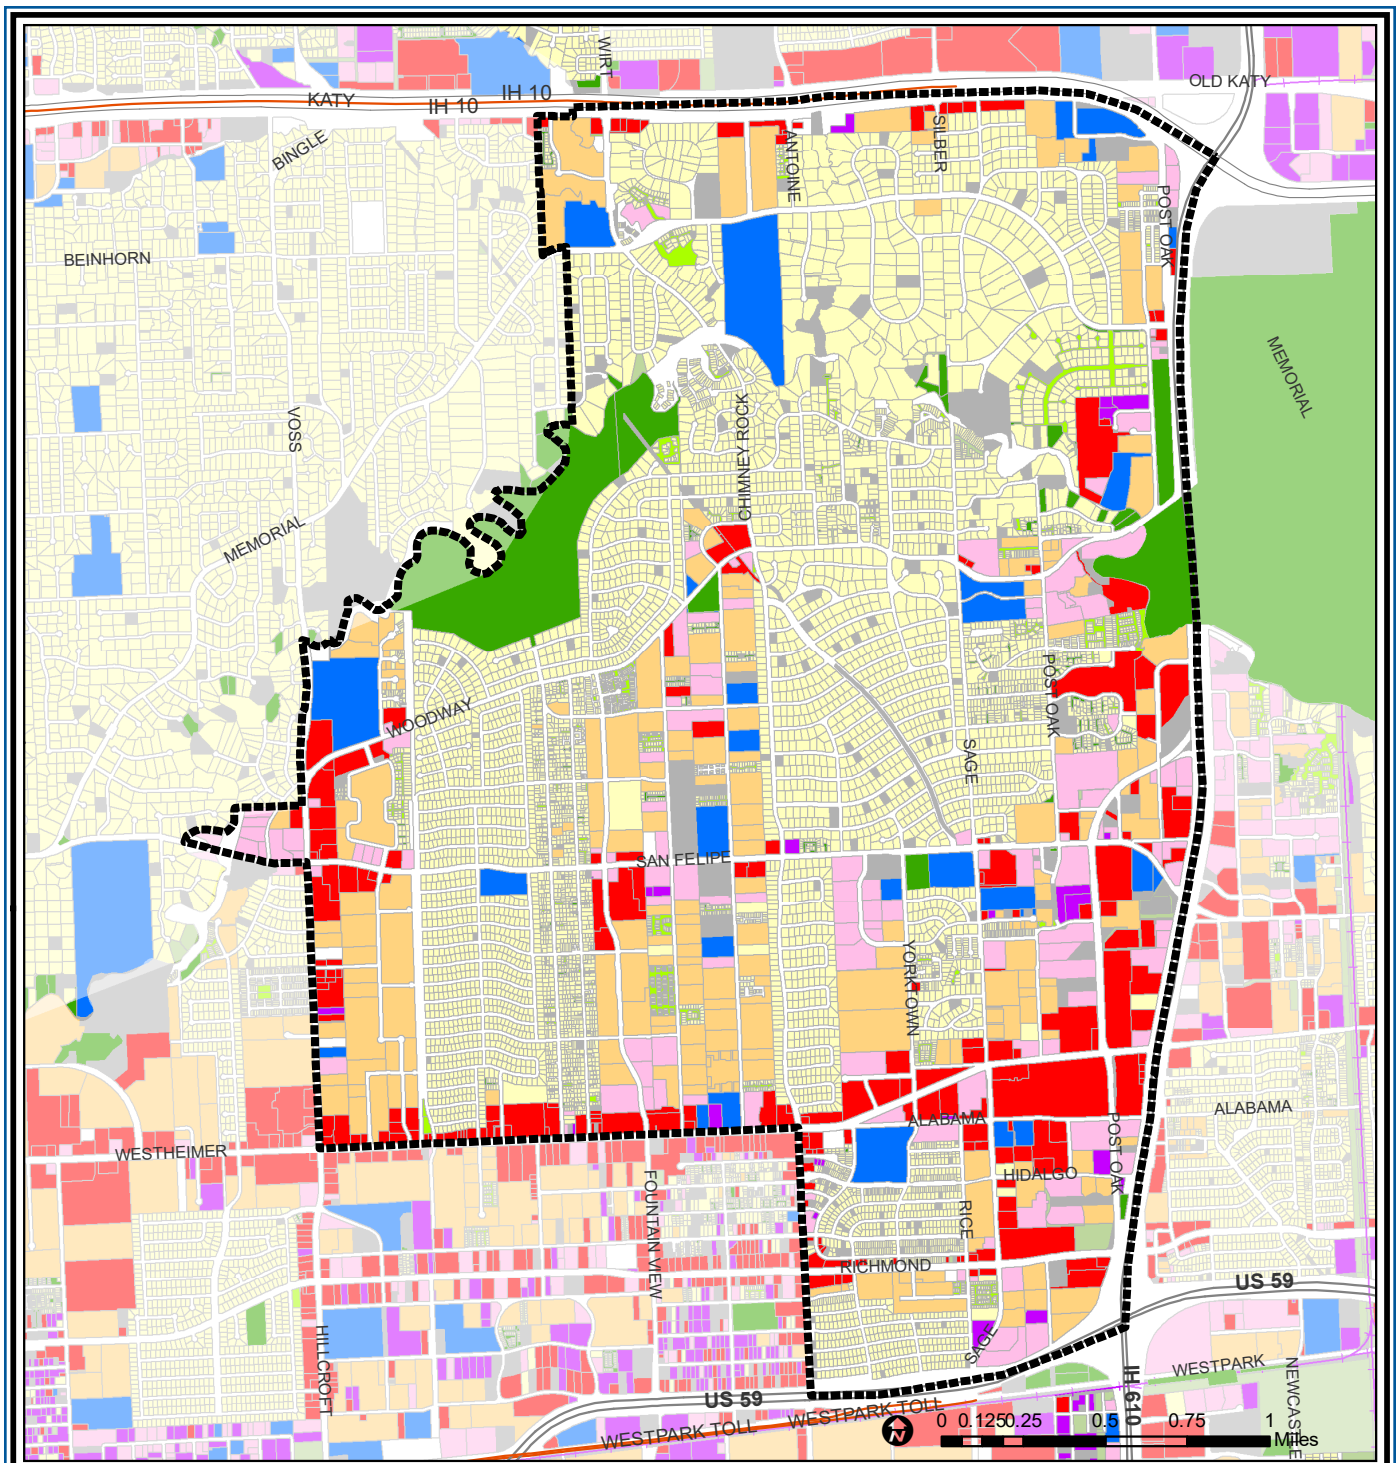 WIRT
OLD KATY
KATY
IH 10
IH 10
BINGLE
ANTOINE
SILBER
POST OAK
BEINHORN
MEMORIAL
VOSS
CHIMNEY ROCK
MEMORIAL
POST OAK
WOODWAY
SAGE
SAN FELIPE
YORKTOWN
ALABAMA
ALABAMA
POST OAK
WESTHEIMER
HIDALGO
FOUNTAIN VIEW
RICE
RICHMOND
US 59
HILLCROFT
SAGE
WESTPARK
NEWCASTLE
IH 610
US 59
WESTPARK TOLL
WESTPARK TOLL
N
0 0.125 0.25 0.5 0.75 1
Miles